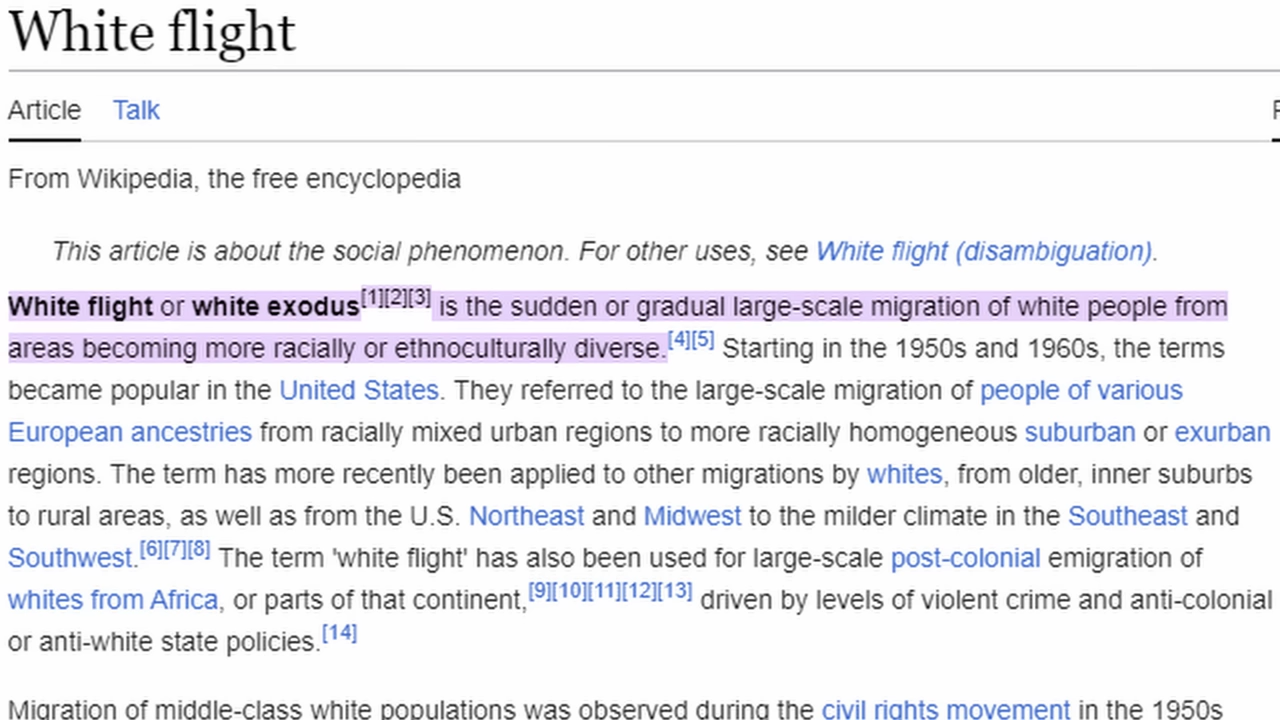 White flight
Article Talk
From Wikipedia, the free encyclopedia
This article is about the social phenomenon. For other uses, see White flight (disambiguation).
White flight or white exodus[1][2][3] is the sudden or gradual large-scale migration of white people from
areas becoming more racially or ethnoculturally diverse.[4][5] Starting in the 1950s and 1960s, the terms
became popular in the United States. They referred to the large-scale migration of people of various
European ancestries from racially mixed urban regions to more racially homogeneous suburban or exurban
regions. The term has more recently been applied to other migrations by whites, from older, inner suburbs
to rural areas, as well as from the U.S. Northeast and Midwest to the milder climate in the Southeast and
Southwest.[6][7][8] The term 'white flight' has also been used for large-scale post-colonial emigration of
whites from Africa, or parts of that continent,[9][10][11][12][13] driven by levels of violent crime and anti-colonial
or anti-white state policies.[14]
Migration of middle-class white populations was observed during the civil rights movement in the 1950s